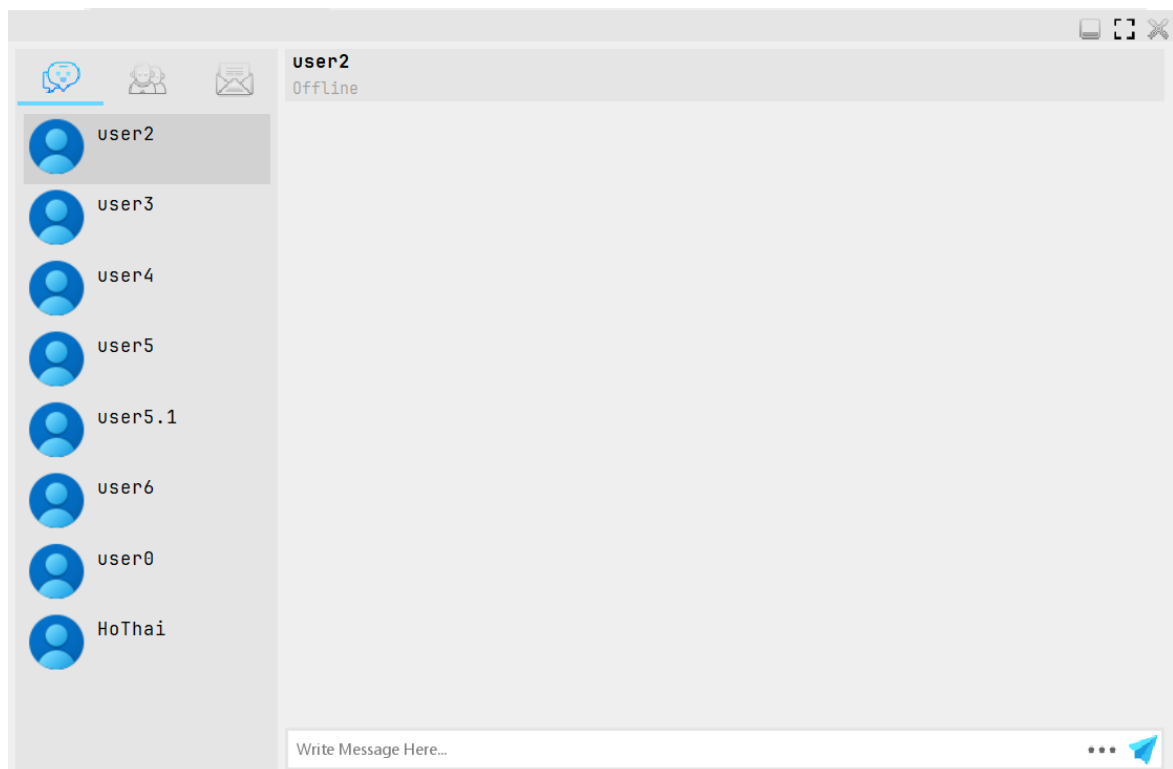 user2
Offline
user2
user3
user4
user5
user5.1
user6
user0
HoThai
Write Message Here...